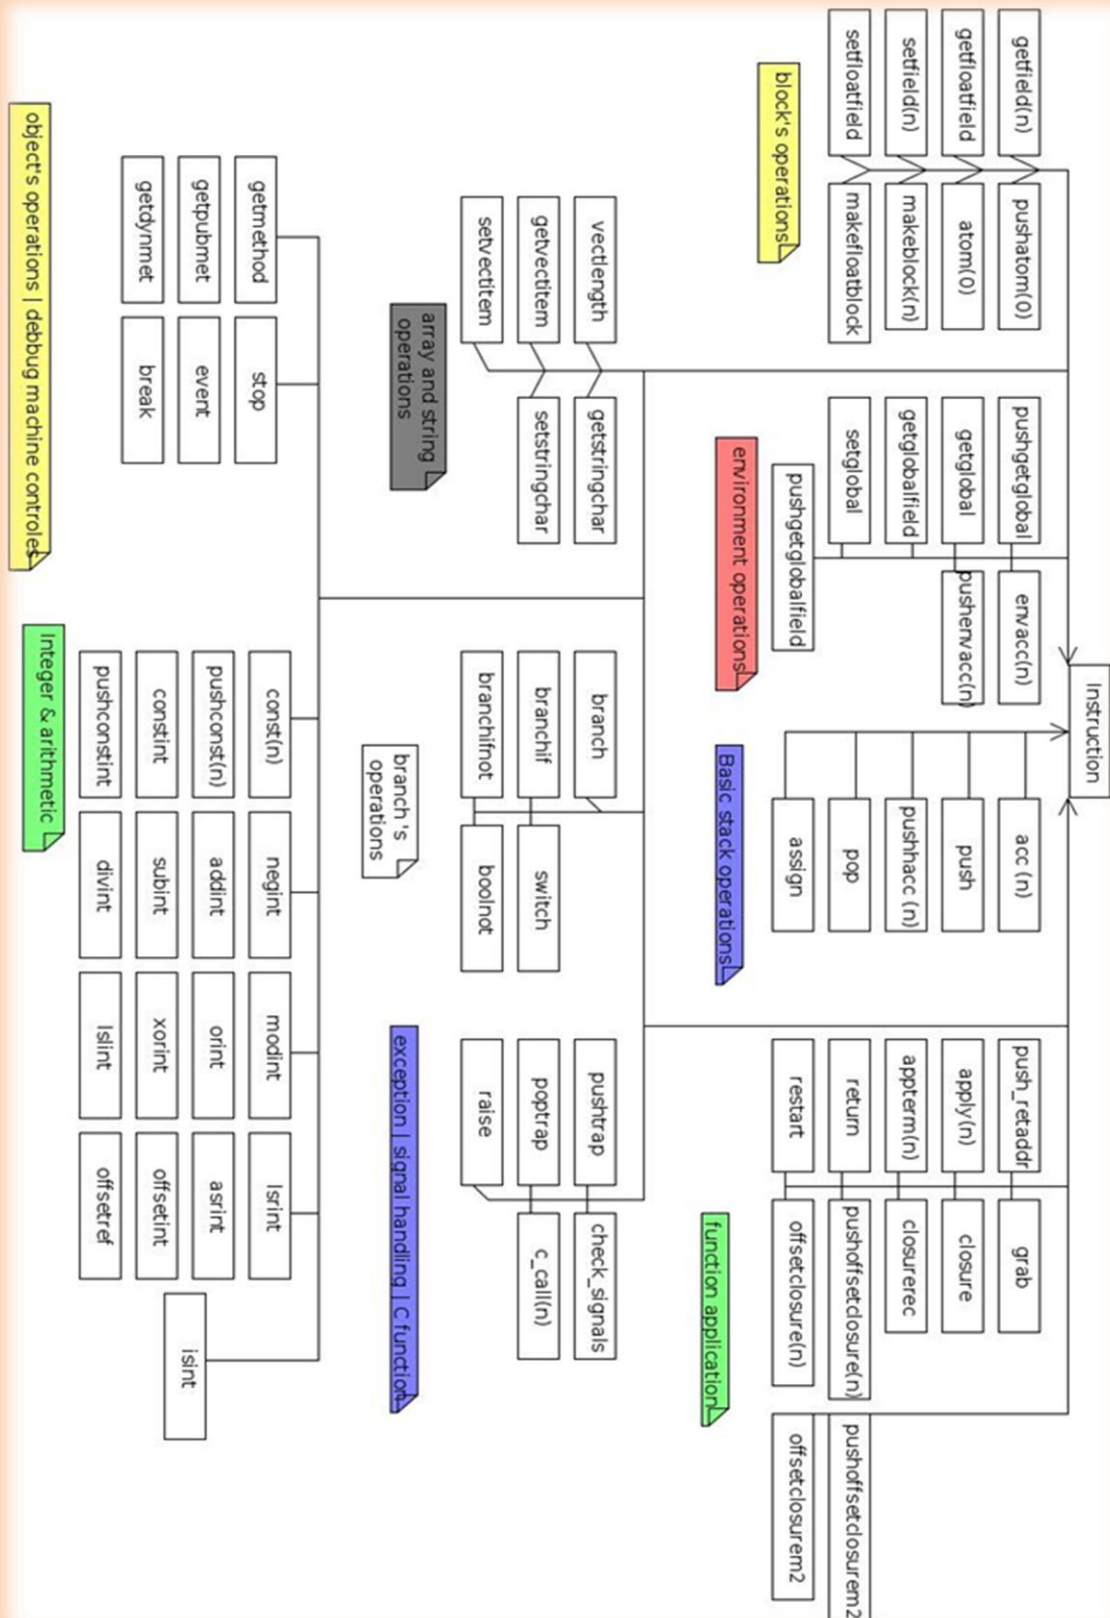 Instruction
getfield(n)
pushatom(0)
getfloatfield
atom(0)
setfield(n)
makeblock(n)
setfloatfield
makefloatblock
block's operations
pushgetglobal
envacc(n)
getglobal
pushenvacc(n)
getglobalfield
setglobal
pushgetglobalfield
environment operations
acc (n)
push
pushhacc (n)
pop
assign
Basic stack operations
push_retaddr
grab
apply(n)
closure
appterm(n)
closurerec
return
pushoffsetclosure(n)
restart
offsetclosure(n)
pushoffsetclosurem2
offsetclosurem2
function application
vectlength
getstringchar
getvectitem
setstringchar
setvectitem
array and string
operations
branch
branchif
switch
branchifnot
boolnot
branch's
operations
pushtrap
check_signals
poptrap
c_call(n)
raise
exception | signal handling | C function
getmethod
stop
getpubmet
event
getdynmet
break
object's operations | debbug machine controles
const(n)
negint
modint
lsrint
pushconst(n)
addint
orint
asrint
constint
subint
xorint
offsetint
pushconstint
divint
lslint
offsetref
isint
Integer & arithmetic